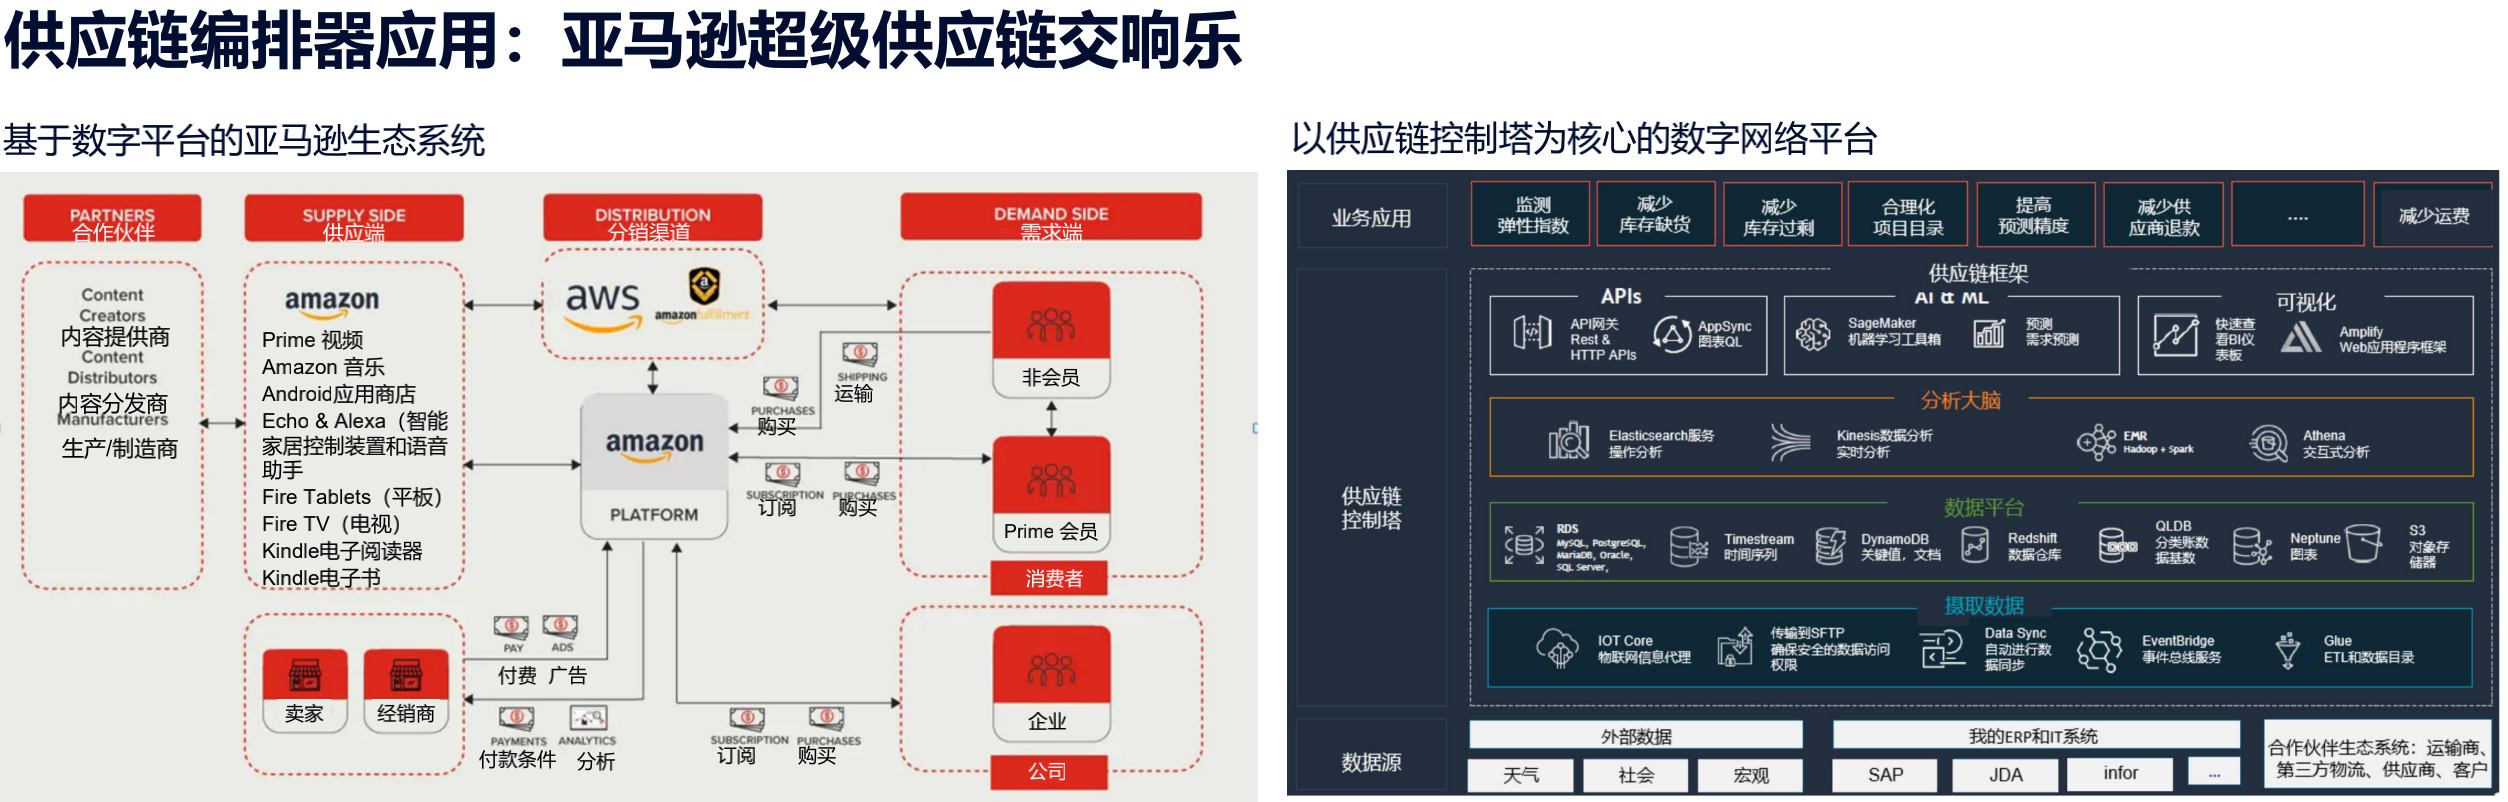 供应链编排器应用：亚马逊超级供应链交响乐
基于数字平台的亚马逊生态系统
PARTNERS
合作伙伴
SUPPLY SIDE
供应端
DISTRIBUTION
分销渠道
DEMAND SIDE
需求端
Content
Creators
内容提供商
Content
Distributors
内容分发商
Manufacturers
生产/制造商
amazon
Prime 视频
Amazon 音乐
Android应用商店
Echo & Alexa（智能
家居控制装置和语音
助手
Fire Tablets（平板）
Fire TV（电视）
Kindle电子阅读器
Kindle电子书
卖家
经销商
aws
amazonfulfillment
amazon
PLATFORM
SHIPPING
运输
PURCHASES
购买
SUBSCRIPTION
订阅
PURCHASES
购买
PAY
ADS
付费
广告
PAYMENTS
ANALYTICS
付款条件
分析
SUBSCRIPTION
订阅
PURCHASES
购买
非会员
Prime 会员
消费者
企业
公司
以供应链控制塔为核心的数字网络平台
业务应用
监测
弹性指数
减少
库存缺货
减少
库存过剩
合理化
项目目录
提高
预测精度
减少供
应商退款
....
减少运费
供应链
控制塔
供应链框架
APIs
API网关
Rest &
HTTP APIs
AppSync
图表QL
AI & ML
SageMaker
机器学习工具箱
预测
需求预测
可视化
快速查
看BI仪
表板
Amplify
Web应用程序框架
分析大脑
Elasticsearch服务
操作分析
Kinesis数据分析
实时分析
EMR
Hadoop + Spark
Athena
交互式分析
数据平台
RDS
MySQL, PostgreSQL,
MariaDB, Oracle,
SQL Server,
Timestream
时间序列
DynamoDB
关键值，文档
Redshift
数据仓库
QLDB
分类账数
据基数
Neptune
图表
S3
对象存
储器
摄取数据
IOT Core
物联网信息代理
传输到SFTP
确保安全的数据访问
权限
Data Sync
自动进行数
据同步
EventBridge
事件总线服务
Glue
ETL和数据目录
数据源
外部数据
天气
社会
宏观
我的ERP和IT系统
SAP
JDA
infor
...
合作伙伴生态系统：运输商、
第三方物流、供应商、客户